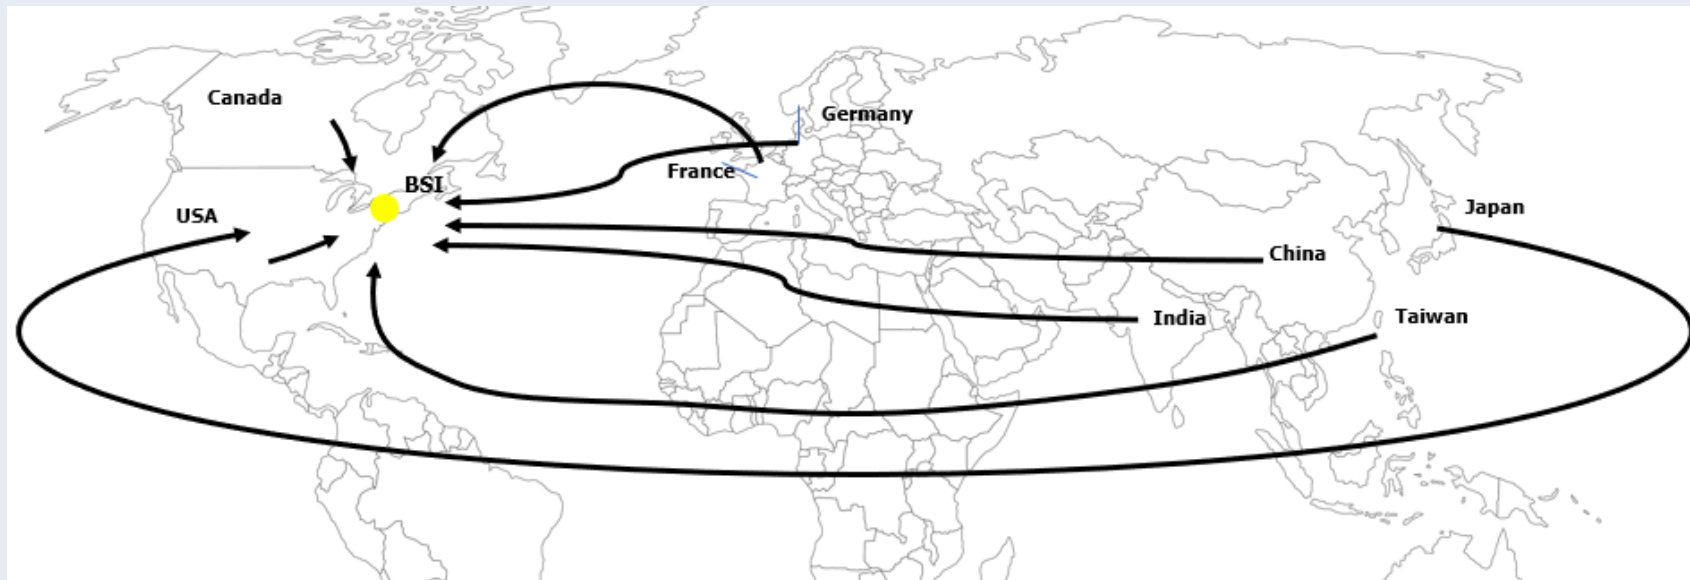 Canada
Germany
France
BSI
USA
Japan
China
India
Taiwan